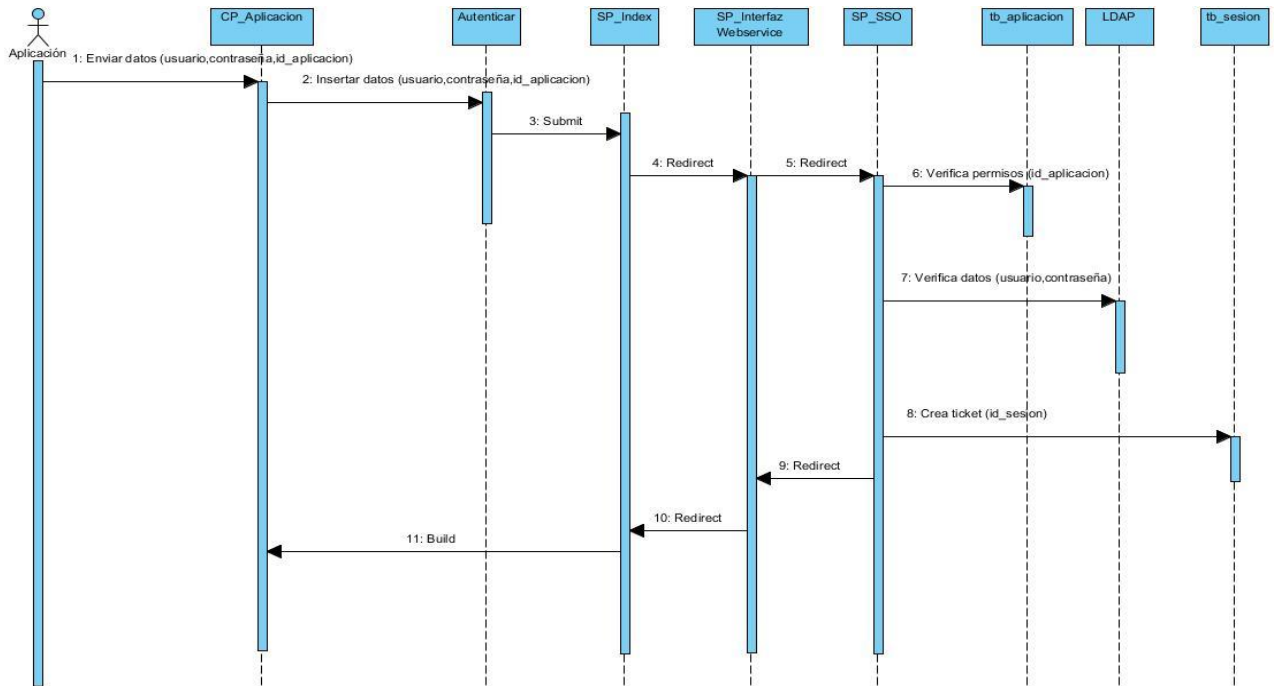 CP_Aplicacion
Autenticar
SP_Index
SP_Interfaz
Webservice
SP_SSO
tb_aplicacion
LDAP
tb_sesion
Aplicación
1: Enviar datos (usuario,contraseña,id_aplicacion)
2: Insertar datos (usuario,contraseña,id_aplicacion)
3: Submit
4: Redirect
5: Redirect
6: Verifica permisos (id_aplicacion)
7: Verifica datos (usuario,contraseña)
8: Crea ticket (id_sesion)
9: Redirect
10: Redirect
11: Build